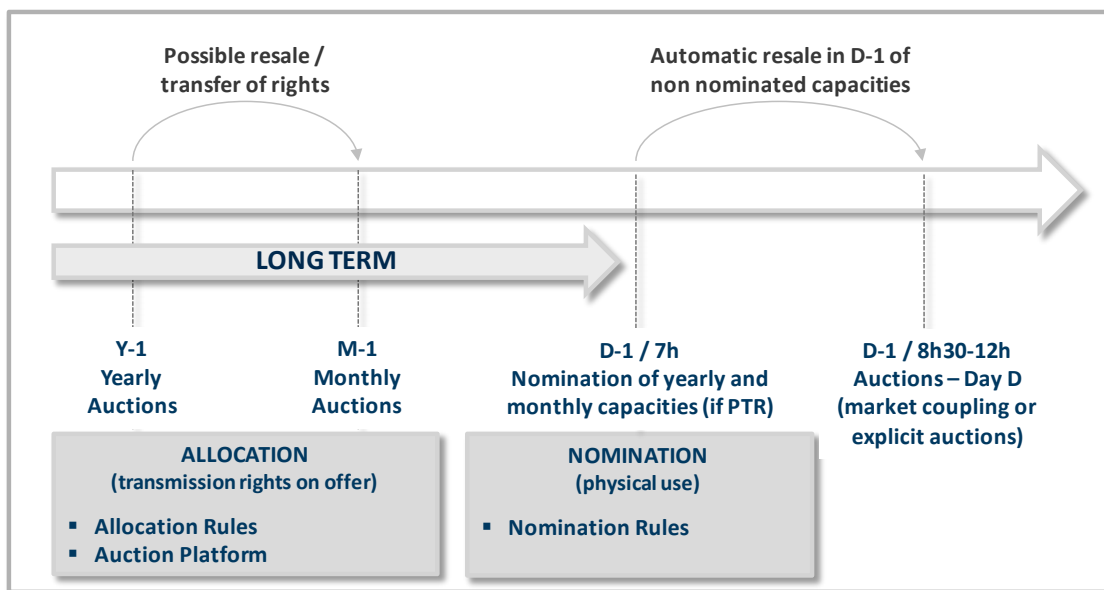 Possible resale /
transfer of rights
Automatic resale in D-1 of
non nominated capacities
LONG TERM
Y-1
Yearly
Auctions
M-1
Monthly
Auctions
D-1 / 7h
Nomination of yearly and
monthly capacities (if PTR)
D-1 / 8h30-12h
Auctions – Day D
(market coupling or
explicit auctions)
ALLOCATION
(transmission rights on offer)
▪ Allocation Rules
▪ Auction Platform
NOMINATION
(physical use)
▪ Nomination Rules